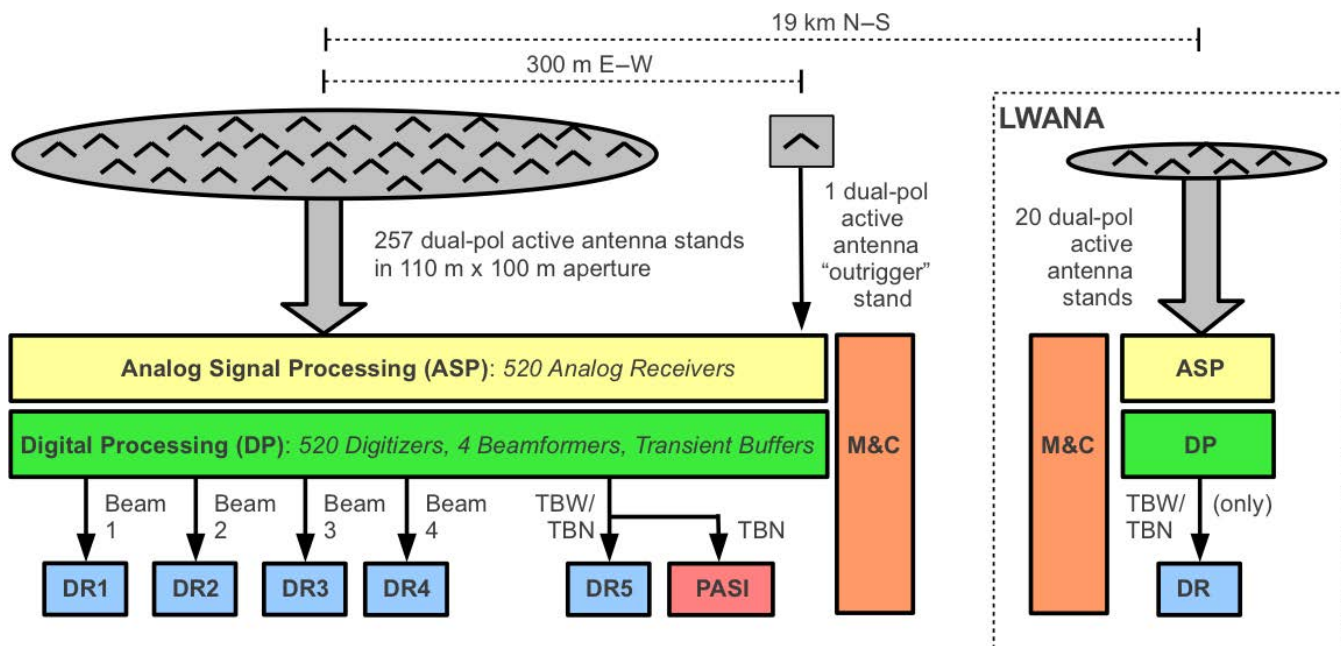 19 km N–S
300 m E–W
LWANA
257 dual-pol active antenna stands
in 110 m x 100 m aperture
1 dual-pol
active
antenna
“outrigger”
stand
20 dual-pol
active
antenna
stands
Analog Signal Processing (ASP): 520 Analog Receivers
Digital Processing (DP): 520 Digitizers, 4 Beamformers, Transient Buffers
M&C
M&C
ASP
DP
Beam
1
Beam
2
Beam
3
Beam
4
TBW/
TBN
TBN
TBW/
TBN
(only)
DR1
DR2
DR3
DR4
DR5
PASI
DR